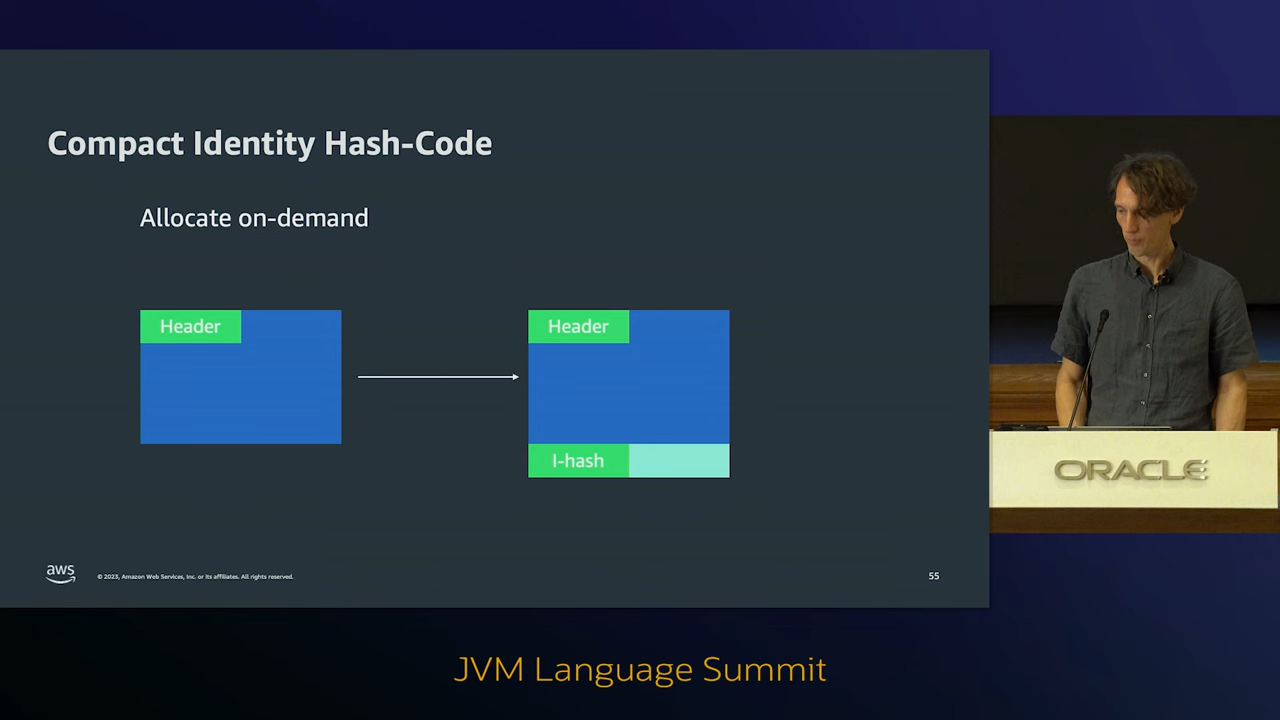 Compact Identity Hash-Code
Allocate on-demand
Header
Header
I-hash
aws
© 2023, Amazon Web Services, Inc. or its affiliates. All rights reserved.
55
ORACLE
JVM Language Summit